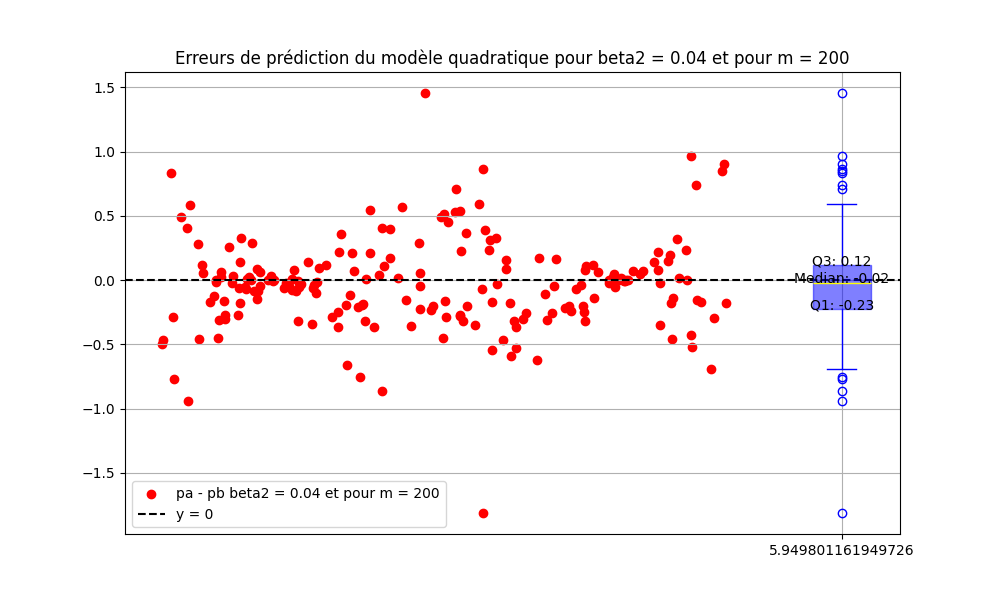 Erreurs de prédiction du modèle quadratique pour beta2 = 0.04 et pour m = 200
1.5
1.0
0.5
0.0
−0.5
−1.0
−1.5
Q3: 0.12
Median: -0.02
Q1: -0.23
pa - pb beta2 = 0.04 et pour m = 200
y = 0
5.949801161949726